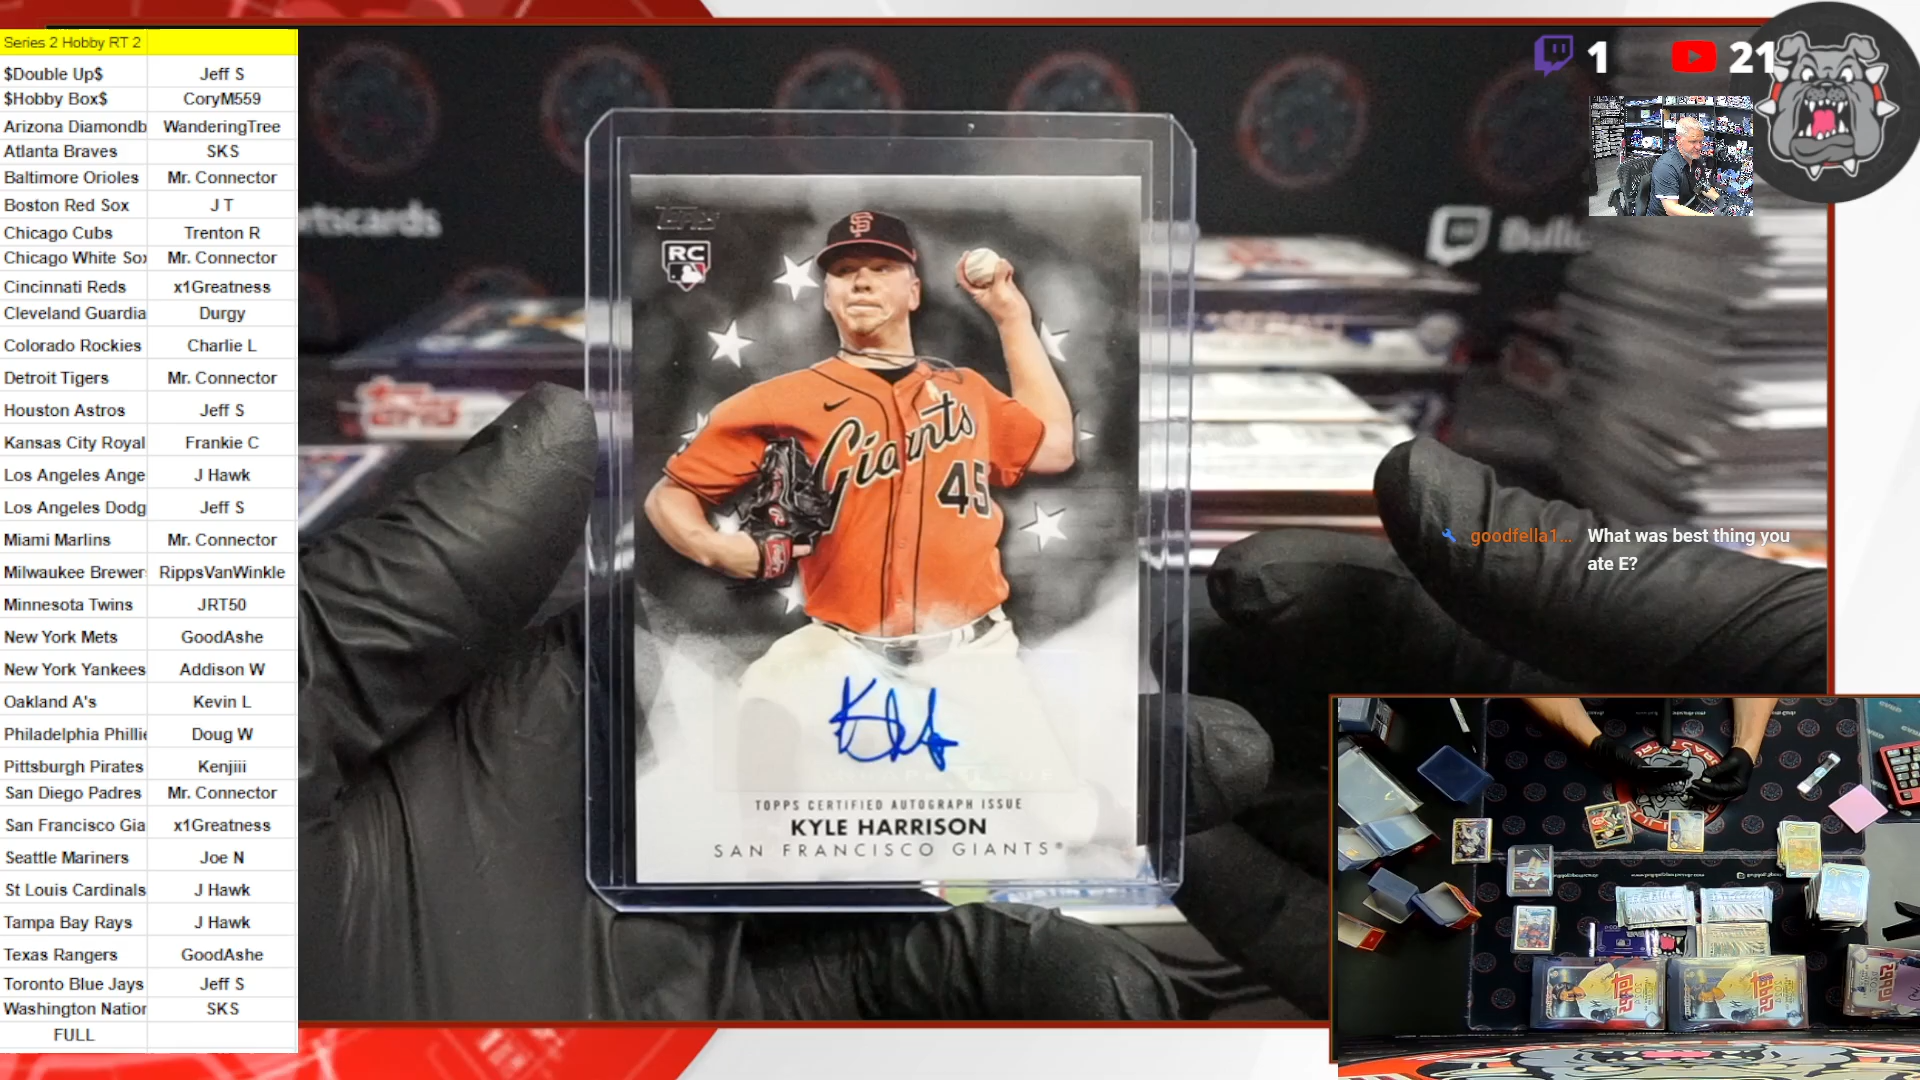 Series 2 Hobby RT 2
$Double Up$ Jeff S
$Hobby Box$ CoryM559
Arizona Diamondb WanderingTree
Atlanta Braves SKS
Baltimore Orioles Mr. Connector
Boston Red Sox J T
Chicago Cubs Trenton R
Chicago White Sox Mr. Connector
Cincinnati Reds x1Greatness
Cleveland Guardia Durgy
Colorado Rockies Charlie L
Detroit Tigers Mr. Connector
Houston Astros Jeff S
Kansas City Royal Frankie C
Los Angeles Ange J Hawk
Los Angeles Dodg Jeff S
Miami Marlins Mr. Connector
Milwaukee Brewer RippsVanWinkle
Minnesota Twins JRT50
New York Mets GoodAshe
New York Yankees Addison W
Oakland A's Kevin L
Philadelphia Phillie Doug W
Pittsburgh Pirates Kenjiii
San Diego Padres Mr. Connector
San Francisco Gia x1Greatness
Seattle Mariners Joe N
St Louis Cardinals J Hawk
Tampa Bay Rays J Hawk
Texas Rangers GoodAshe
Toronto Blue Jays Jeff S
Washington Nation SKS
FULL
1 21
rtscards
Topps
RC
SF
Giants
45
TOPPS CERTIFIED AUTOGRAPH ISSUE
KYLE HARRISON
SAN FRANCISCO GIANTS®
goodfella1... What was best thing you
ate E?